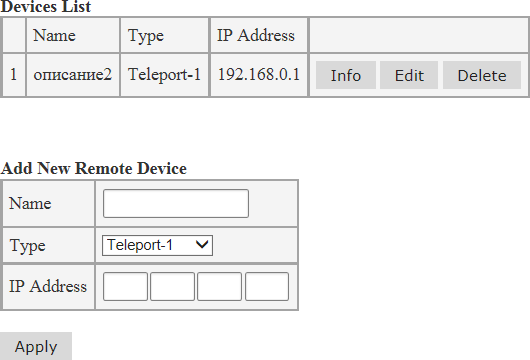 Devices List
Name Type IP Address
1 описание2 Teleport-1 192.168.0.1 Info Edit Delete
Add New Remote Device
Name
Type Teleport-1
IP Address
Apply